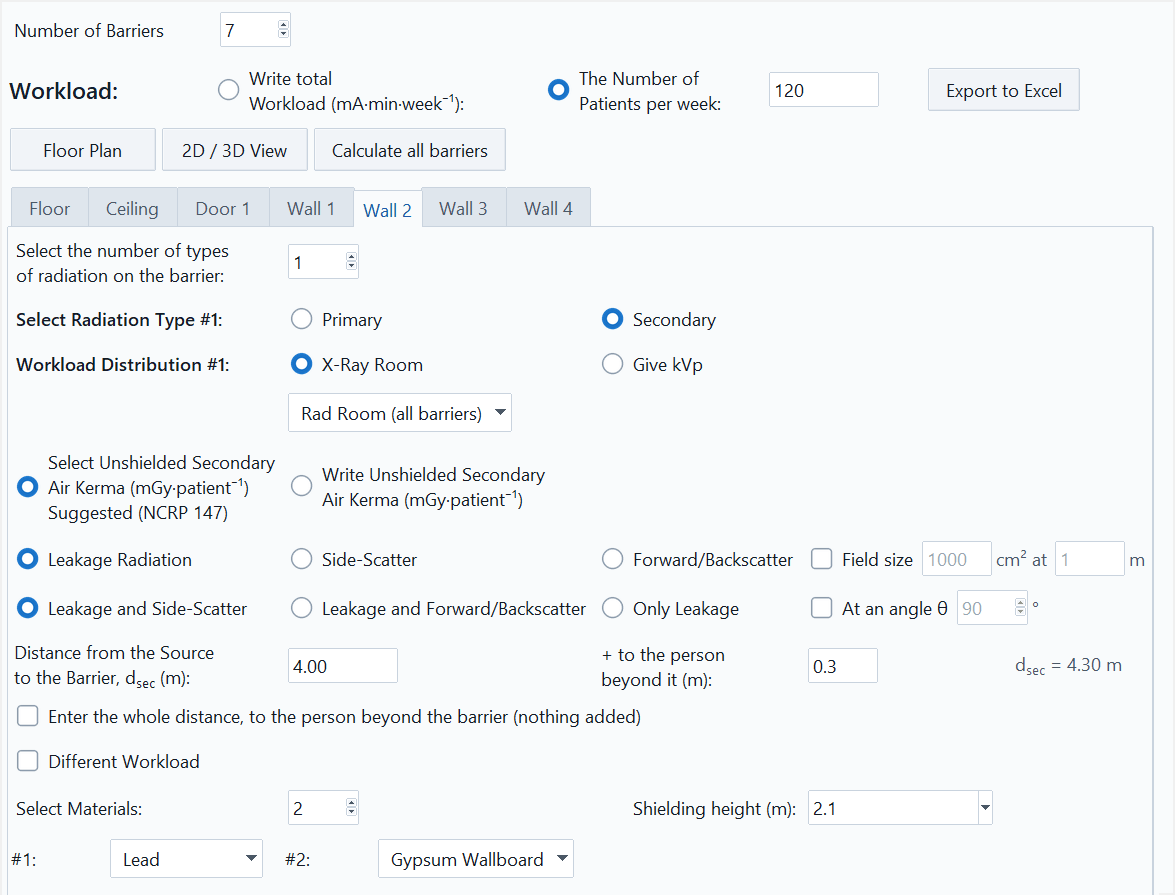 Number of Barriers 7
Workload: Write total Workload (mA·min·week⁻¹): The Number of Patients per week: 120 Export to Excel
Floor Plan 2D / 3D View Calculate all barriers
Floor Ceiling Door 1 Wall 1 Wall 2 Wall 3 Wall 4
Select the number of types
of radiation on the barrier: 1
Select Radiation Type #1: Primary Secondary
Workload Distribution #1: X-Ray Room Give kVp
Rad Room (all barriers)
Select Unshielded Secondary
Air Kerma (mGy·patient⁻¹)
Suggested (NCRP 147)
Write Unshielded Secondary
Air Kerma (mGy·patient⁻¹)
Leakage Radiation Side-Scatter Forward/Backscatter Field size 1000 cm² at 1 m
Leakage and Side-Scatter Leakage and Forward/Backscatter Only Leakage At an angle θ 90 °
Distance from the Source
to the Barrier, dsec (m): 4.00
+ to the person
beyond it (m): 0.3
dsec = 4.30 m
Enter the whole distance, to the person beyond the barrier (nothing added)
Different Workload
Select Materials: 2 Shielding height (m): 2.1
#1: Lead #2: Gypsum Wallboard